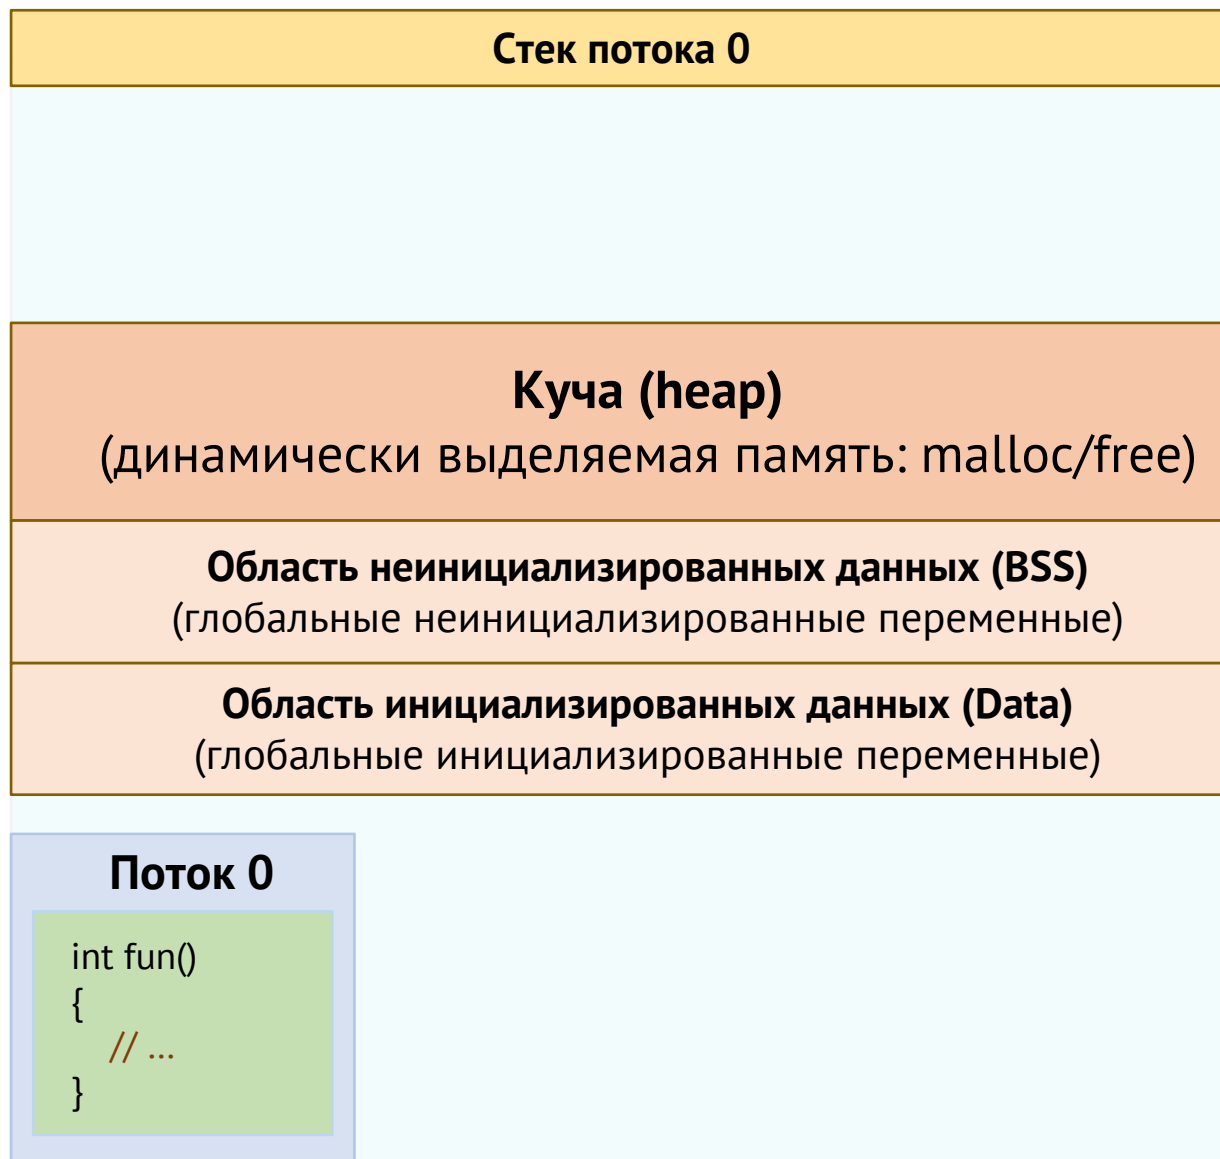 Стек потока 0
Куча (heap)
(динамически выделяемая память: malloc/free)
Область неинициализированных данных (BSS)
(глобальные неинициализированные переменные)
Область инициализированных данных (Data)
(глобальные инициализированные переменные)
Поток 0
int fun()
{
// ...
}